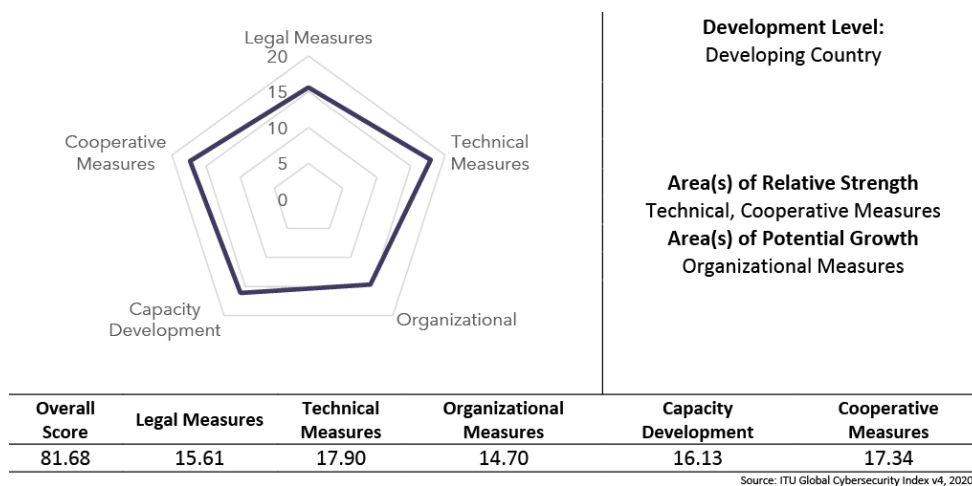 Legal Measures
20
15
10
5
0
Technical
Measures
Organizational
Capacity
Development
Cooperative
Measures
Development Level:
Developing Country
Area(s) of Relative Strength
Technical, Cooperative Measures
Area(s) of Potential Growth
Organizational Measures
Overall Score Legal Measures Technical Measures Organizational Measures Capacity Development Cooperative Measures
81.68 15.61 17.90 14.70 16.13 17.34
Source: ITU Global Cybersecurity Index v4, 2020